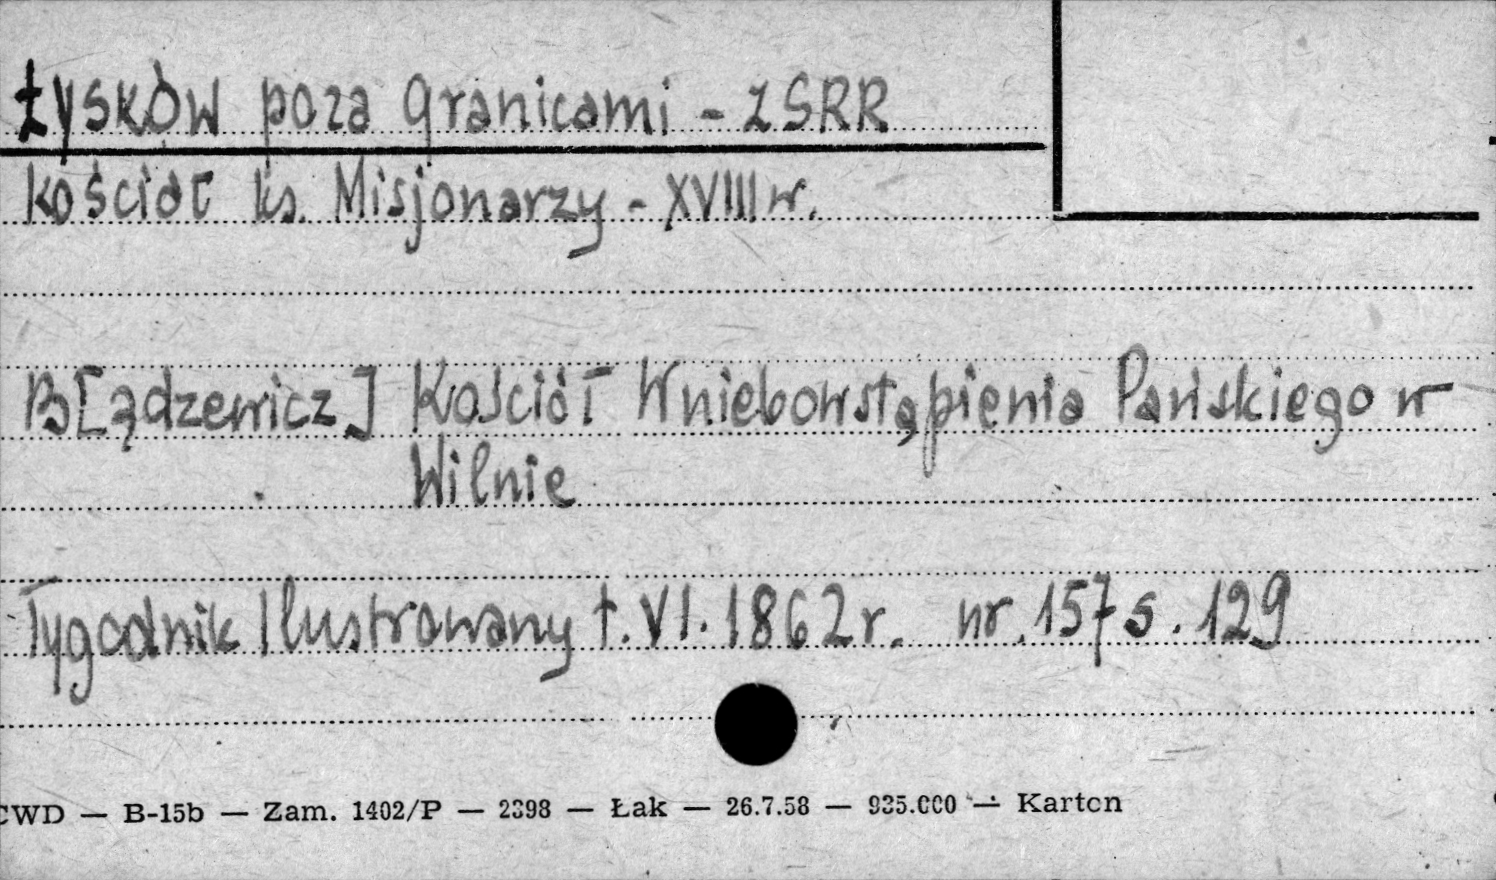 Łysków poza granicami - ZSRR
Kościół ks. Misjonarzy - XVIII w.
B[ądzewicz] Kościół Wniebowstąpienia Pańskiego w
Wilnie
Tygodnik Ilustrowany t. VI. 1862 r. nr. 157 s. 129
CWD — B-15b — Zam. 1402/P — 2398 — Łak — 26.7.58 — 935.000 — Karton